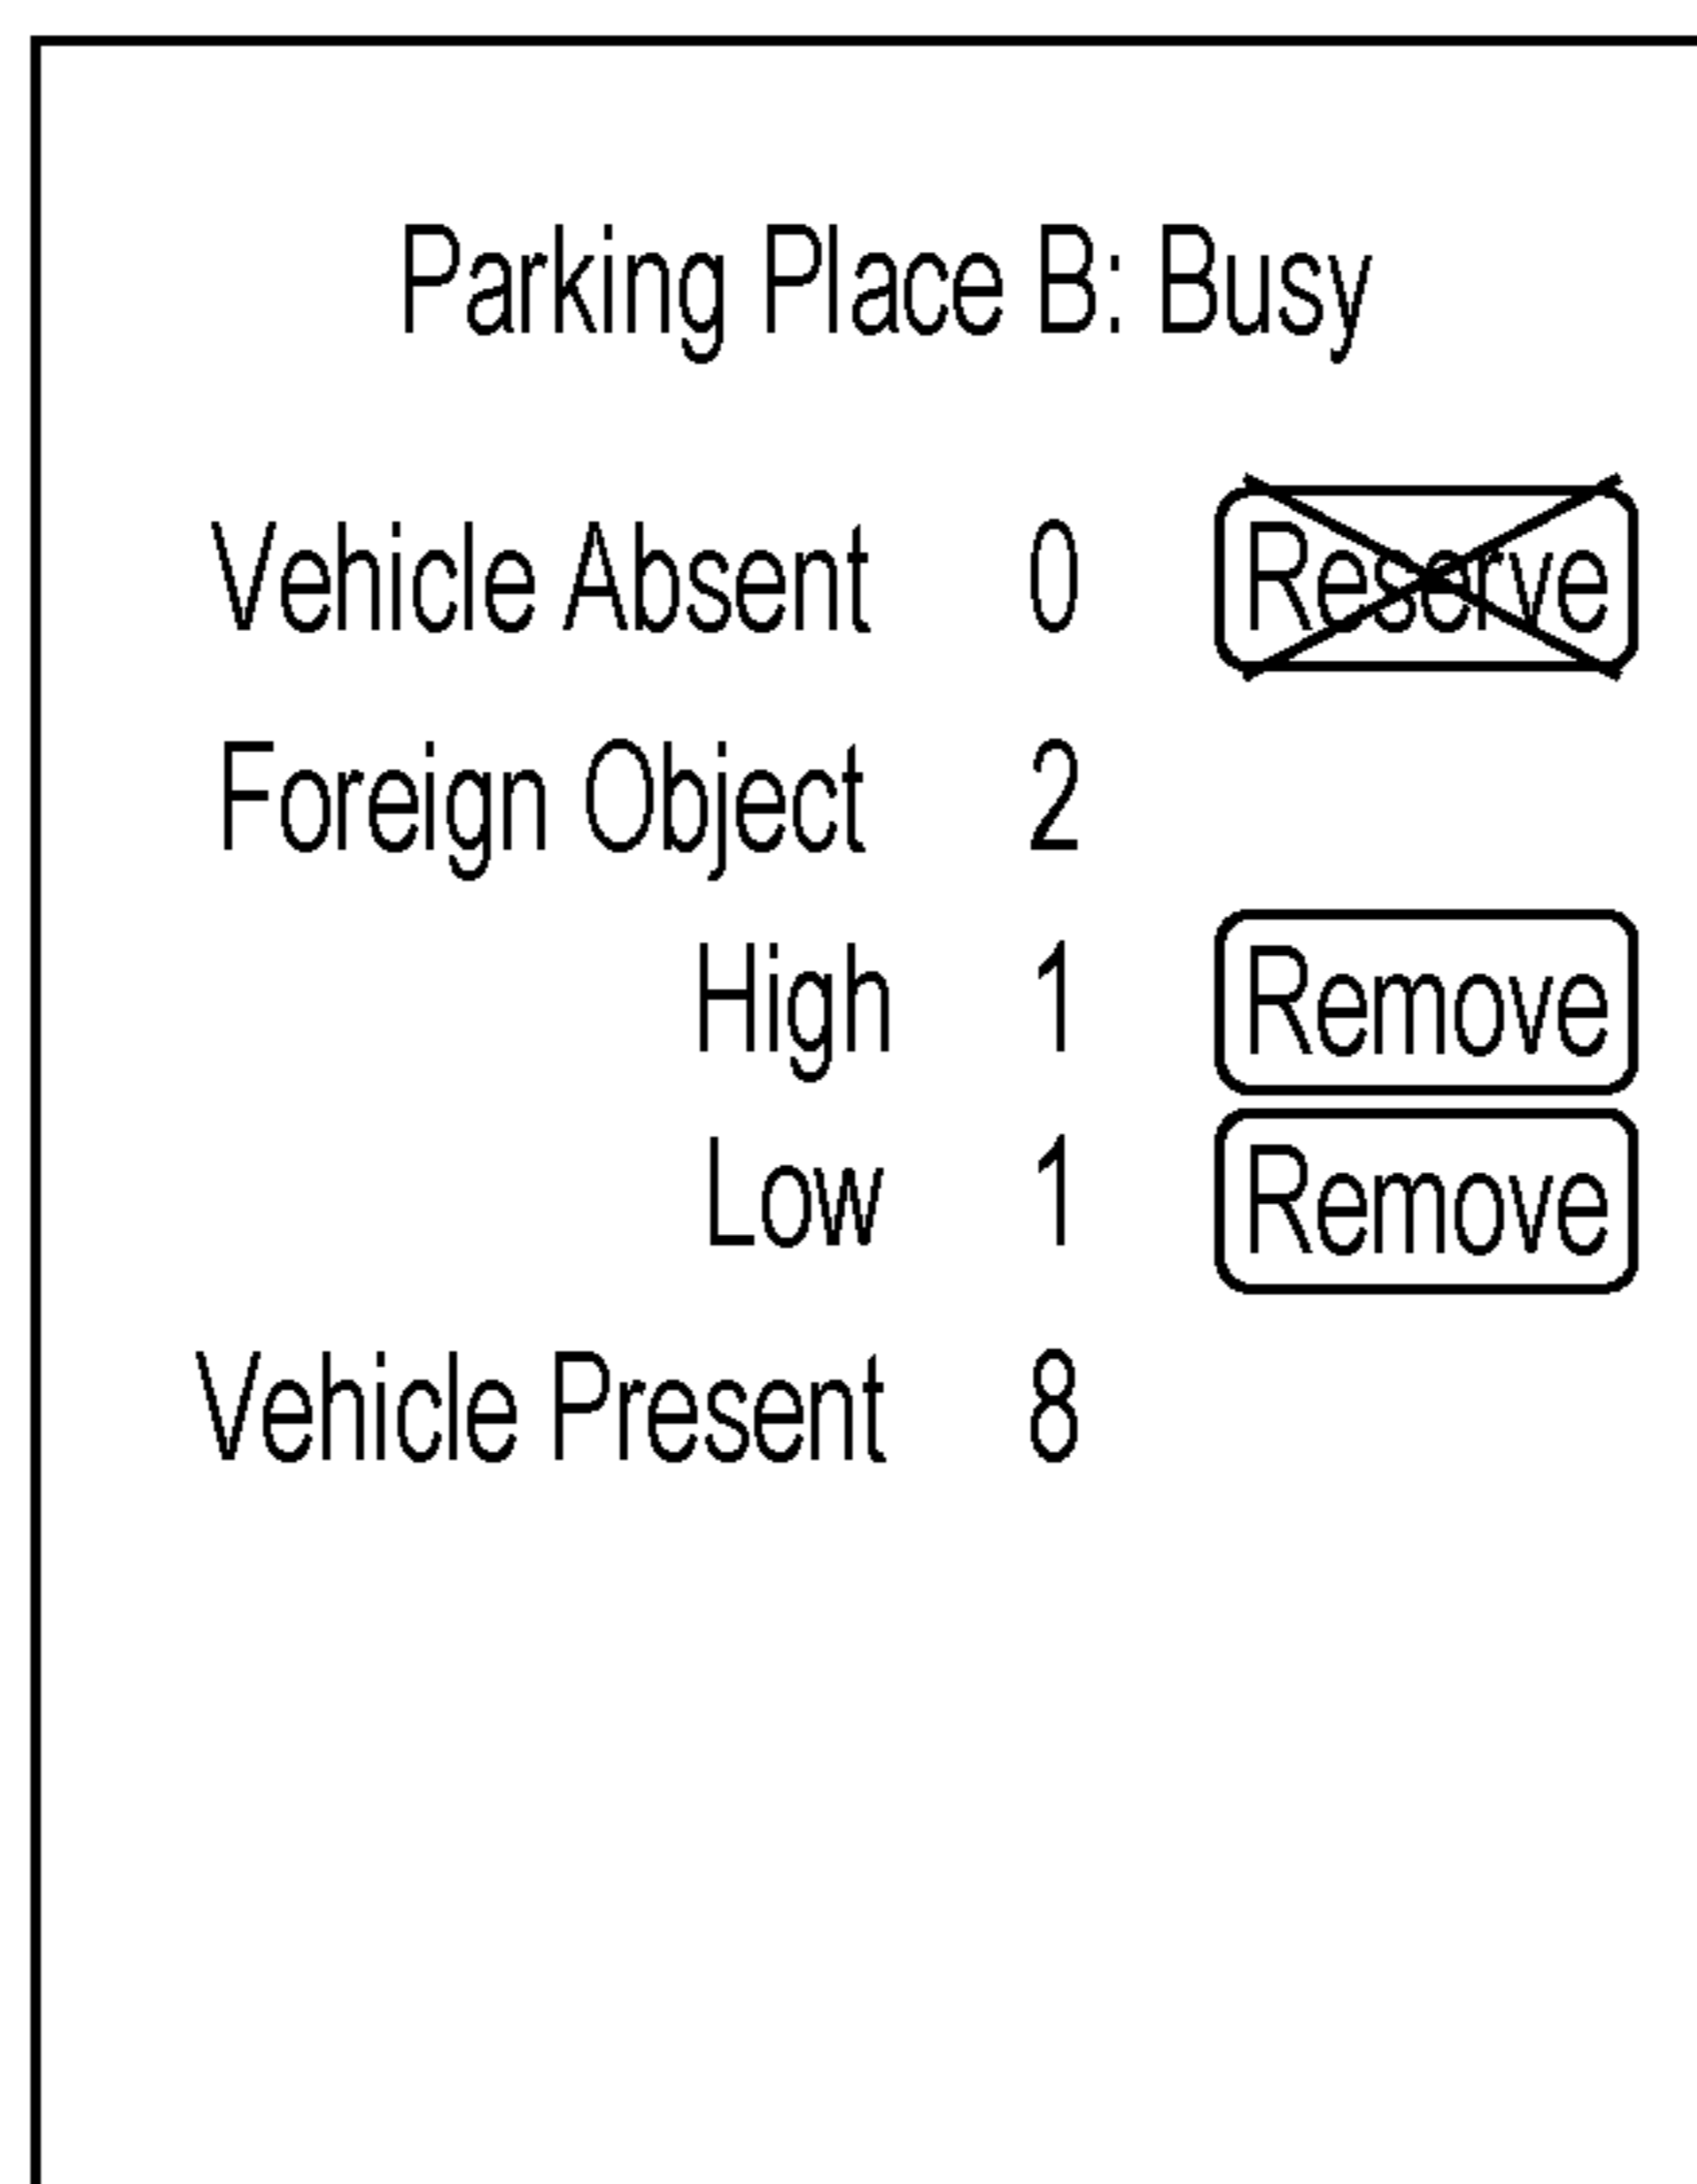 Parking Place B: Busy
Vehicle Absent 0 Reserve
Foreign Object 2
High 1 Remove
Low 1 Remove
Vehicle Present 8